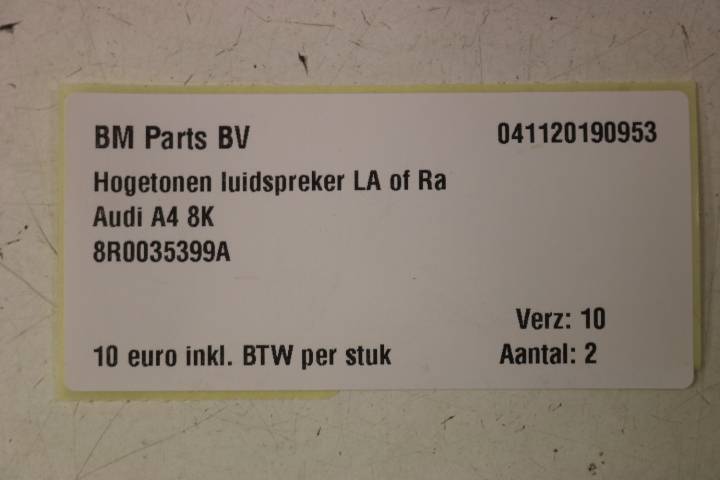 BM Parts BV 041120190953
Hogetonen luidspreker LA of Ra
Audi A4 8K
8R0035399A
Verz: 10
10 euro inkl. BTW per stuk Aantal: 2